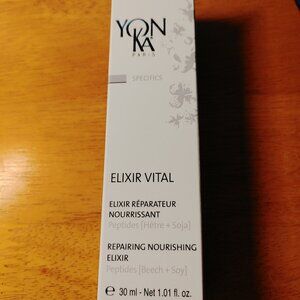 YON
KA
PARIS
SPECIFICS
ELIXIR VITAL
ELIXIR RÉPARATEUR
NOURRISSANT
Peptides [Hêtre + Soja]
REPAIRING NOURISHING
ELIXIR
Peptides [Beech + Soy]
℮ 30 ml - Net 1.01 fl. oz.